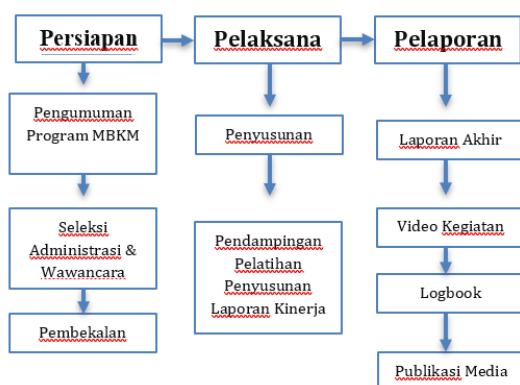 Persiapan
Pelaksana
Pelaporan
Pengumuman
Program MBKM
Seleksi
Administrasi &
Wawancara
Pembekalan
Penyusunan
Pendampingan
Pelatihan
Penyusunan
Laporan Kinerja
Laporan Akhir
Video Kegiatan
Logbook
Publikasi Media